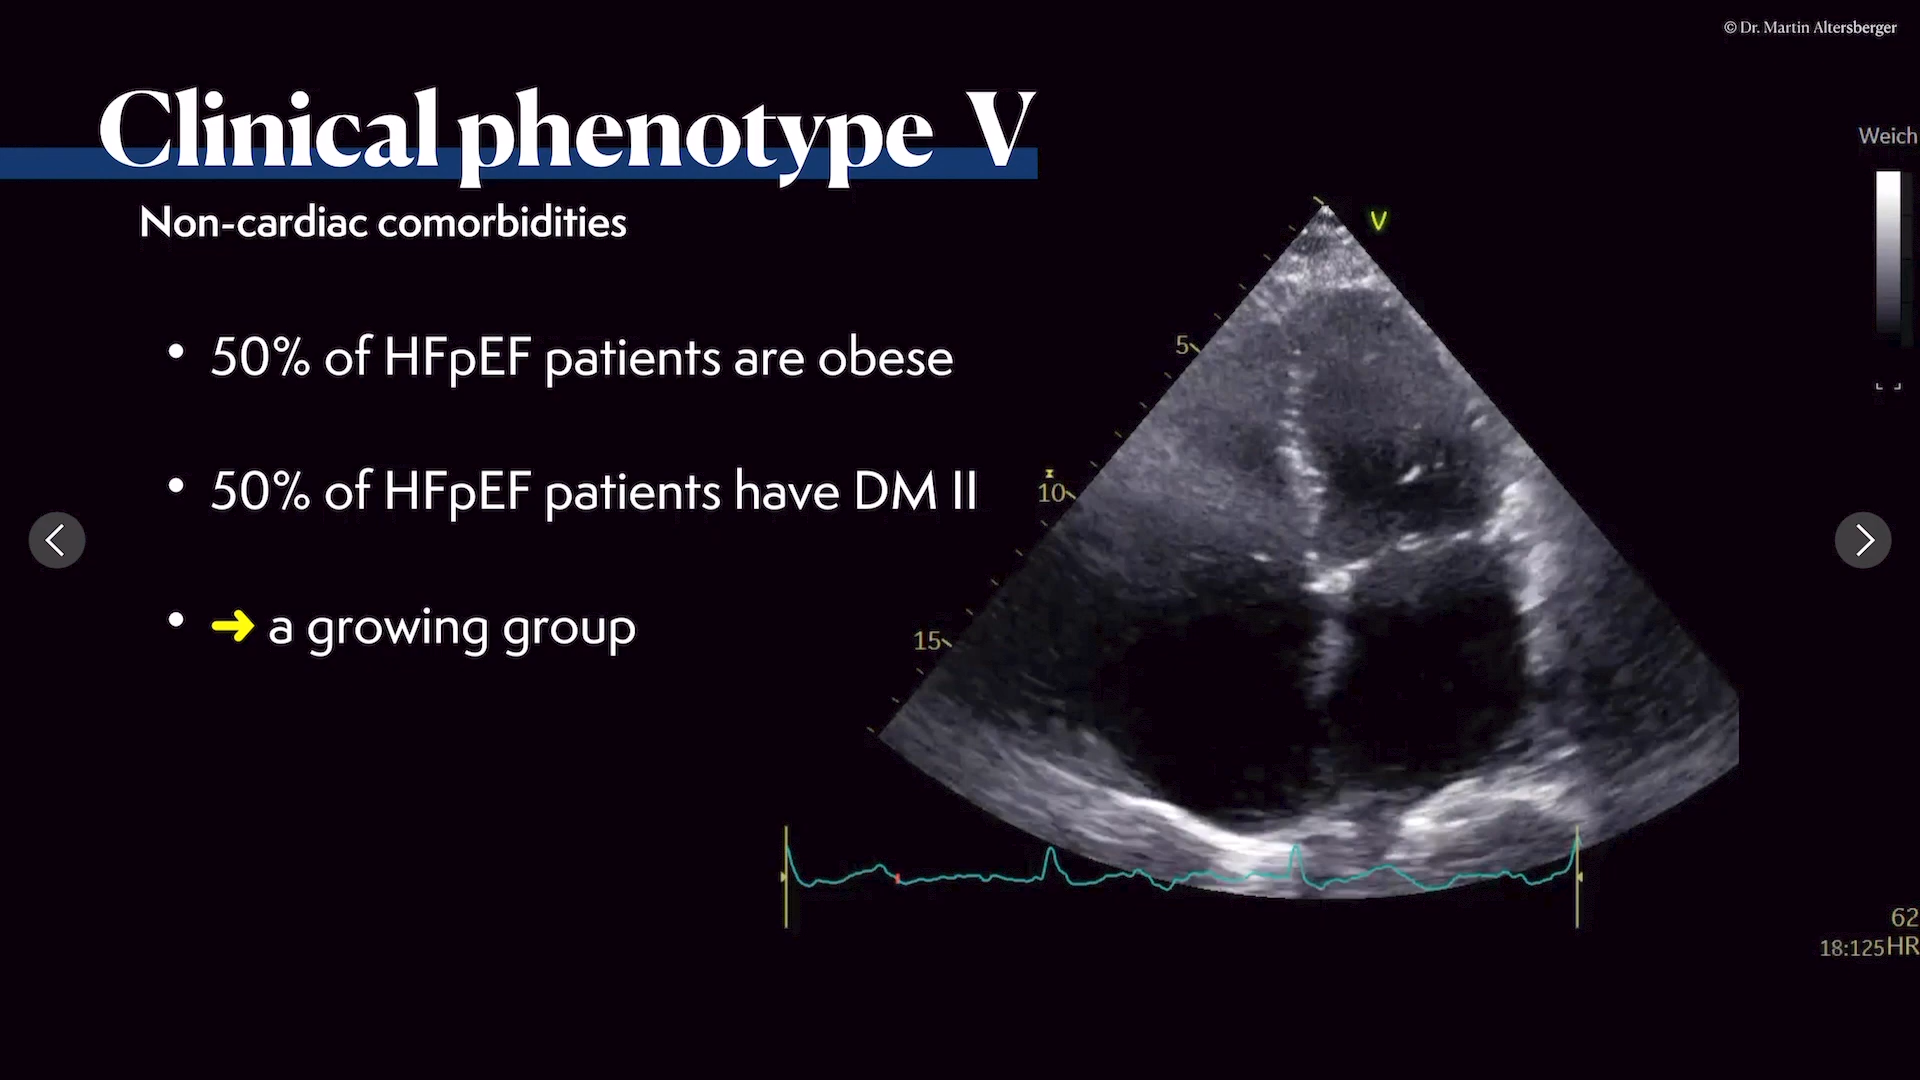 © Dr. Martin Altersberger
Clinical phenotype V
Non-cardiac comorbidities
• 50% of HFpEF patients are obese
• 50% of HFpEF patients have DM II
• ➜ a growing group
Weich
V
5
10
15
62
18:125HR